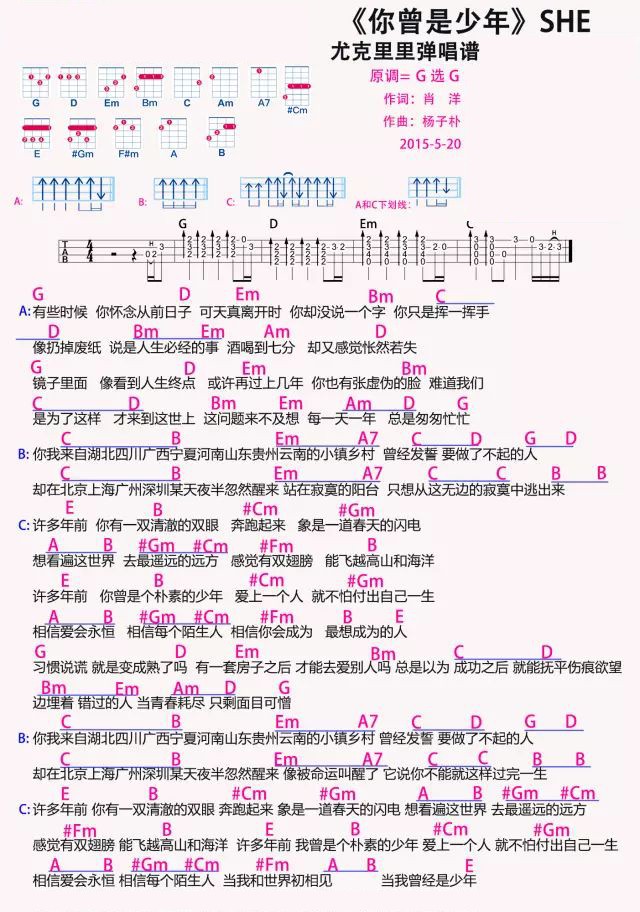 《你曾是少年》SHE
尤克里里弹唱谱
原调= G 选 G
作词：肖 洋
作曲：杨子朴
2015-5-20
G D Em Bm C Am A7 #Cm
E #Gm F#m A B
A: B: C: A和C下划线:
G D Em C
G D Em Bm C
A: 有些时候 你怀念从前日子 可天真离开时 你却没说一个字 你只是挥一挥手
D Bm Em Am D
像扔掉废纸 说是人生必经的事 酒喝到七分 却又感觉怅然若失
G D Em Bm
镜子里面 像看到人生终点 或许再过上几年 你也有张虚伪的脸 难道我们
C D Bm Em Am D G
是为了这样 才来到这世上 这问题来不及想 每一天一年 总是匆匆忙忙
C B Em A7 C D G D
B: 你我来自湖北四川广西宁夏河南山东贵州云南的小镇乡村 曾经发誓 要做了不起的人
C B Em A7 C C B B
却在北京上海广州深圳某天夜半忽然醒来 站在寂寞的阳台 只想从这无边的寂寞中逃出来
E B #Cm #Gm
C: 许多年前 你有一双清澈的双眼 奔跑起来 象是一道春天的闪电
A B #Gm #Cm #Fm B
想看遍这世界 去最遥远的远方 感觉有双翅膀 能飞越高山和海洋
E B #Cm #Gm
许多年前 你曾是个朴素的少年 爱上一个人 就不怕付出自己一生
A B #Gm #Cm #Fm B E
相信爱会永恒 相信每个陌生人 相信你会成为 最想成为的人
G D Em Bm C D
习惯说谎 就是变成熟了吗 有一套房子之后 才能去爱别人吗 总是以为 成功之后 就能抚平伤痕欲望
Bm Em Am D G
边埋着 错过的人 当青春耗尽 只剩面目可憎
C B Em A7 C D G D
B: 你我来自湖北四川广西宁夏河南山东贵州云南的小镇乡村 曾经发誓 要做了不起的人
C B Em A7 C C B B
却在北京上海广州深圳某天夜半忽然醒来 像被命运叫醒了 它说你不能就这样过完一生
E B #Cm #Gm A B #Gm #Cm
C: 许多年前 你有一双清澈的双眼 奔跑起来 象是一道春天的闪电 想看遍这世界 去最遥远的远方
#Fm B E B #Cm #Gm
感觉有双翅膀 能飞越高山和海洋 许多年前 我曾是个朴素的少年 爱上一个人 就不怕付出自己一生
A B #Gm #Cm #Fm A B E
相信爱会永恒 相信每个陌生人 当我和世界初相见 当我曾经是少年